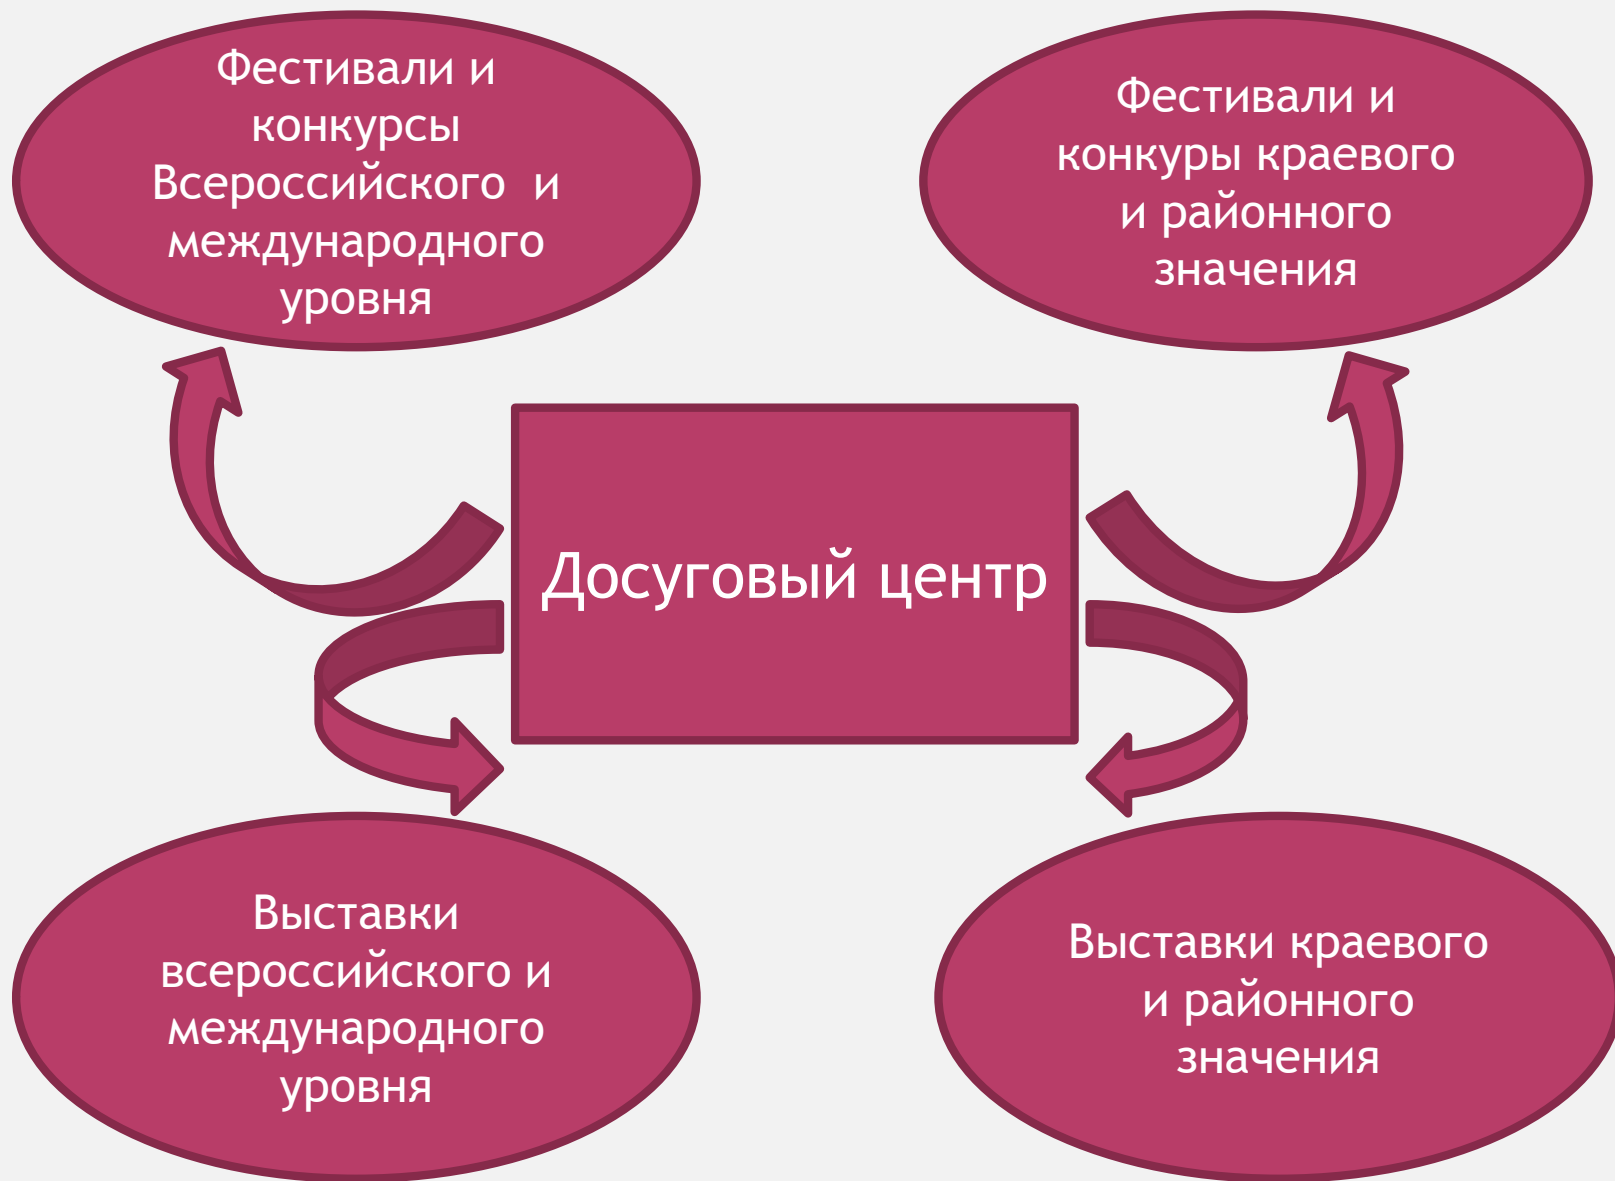 Фестивали и
конкурсы
Всероссийского и
международного
уровня
Фестивали и
конкуры краевого
и районного
значения
Досуговый центр
Выставки
всероссийского и
международного
уровня
Выставки краевого
и районного
значения